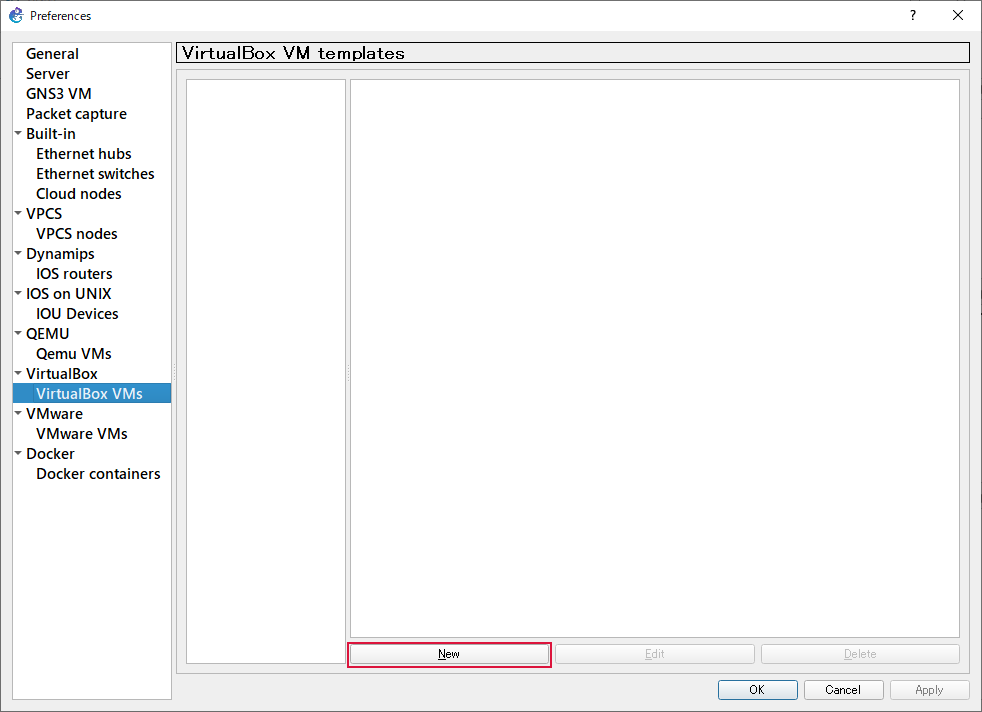 Preferences
General
Server
GNS3 VM
Packet capture
Built-in
Ethernet hubs
Ethernet switches
Cloud nodes
VPCS
VPCS nodes
Dynamips
IOS routers
IOS on UNIX
IOU Devices
QEMU
Qemu VMs
VirtualBox
VirtualBox VMs
VMware
VMware VMs
Docker
Docker containers
VirtualBox VM templates
New Edit Delete
OK Cancel Apply